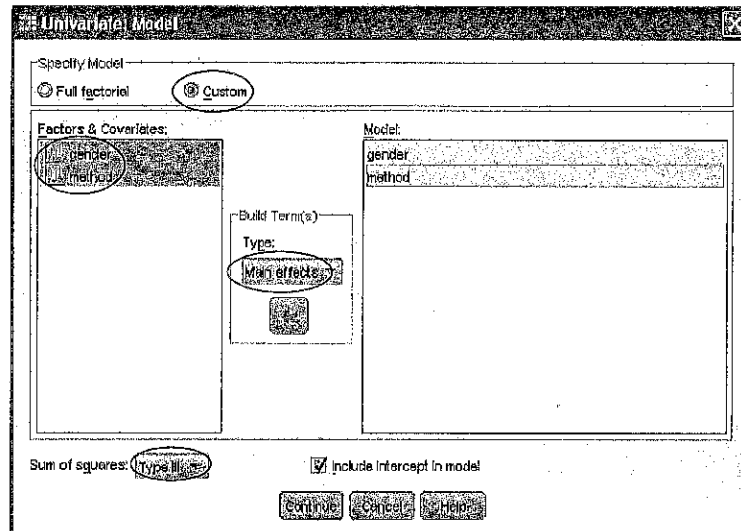 Univariate: Model
Specify Model
Full factorial
Custom
Factors & Covariates:
gender
method
Build Term(s)
Type:
Main effects
Model:
gender
method
Sum of squares:
Type III
Include intercept in model
Continue
Cancel
Help